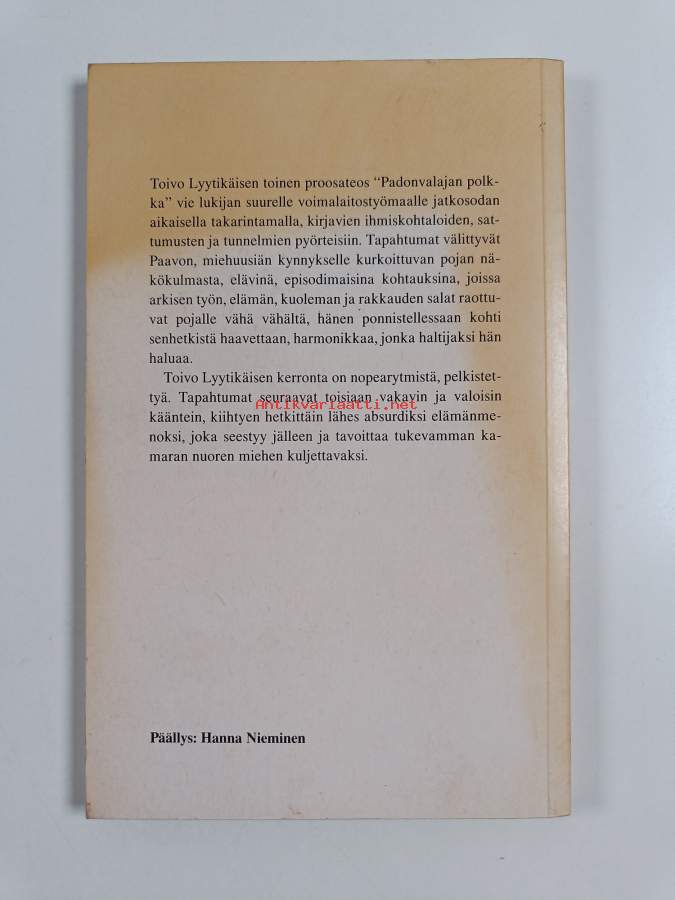 Toivo Lyytikäisen toinen proosateos “Padonvalajan polk-
ka” vie lukijan suurelle voimalaitostyömaalle jatkosodan
aikaisella takarintamalla, kirjavien ihmiskohtaloiden, sat-
tumusten ja tunnelmien pyörteisiin. Tapahtumat välittyvät
Paavon, miehuusiän kynnykselle kurkoittuvan pojan nä-
kökulmasta, elävinä, episodimaisina kohtauksina, joissa
arkisen työn, elämän, kuoleman ja rakkauden salat raottu-
vat pojalle vähä vähältä, hänen ponnistellessaan kohti
senhetkistä haavettaan, harmonikkaa, jonka haltijaksi hän
haluaa.
Toivo Lyytikäisen kerronta on nopearytmistä, pelkistet-
tyä. Tapahtumat seuraavat toisiaan vakavin ja valoisin
Antikvariaatti.net
kääntein, kiihtyen hetkittäin lähes absurdiksi elämänme-
noksi, joka seestyy jälleen ja tavoittaa tukevamman ka-
maran nuoren miehen kuljettavaksi.
Päällys: Hanna Nieminen